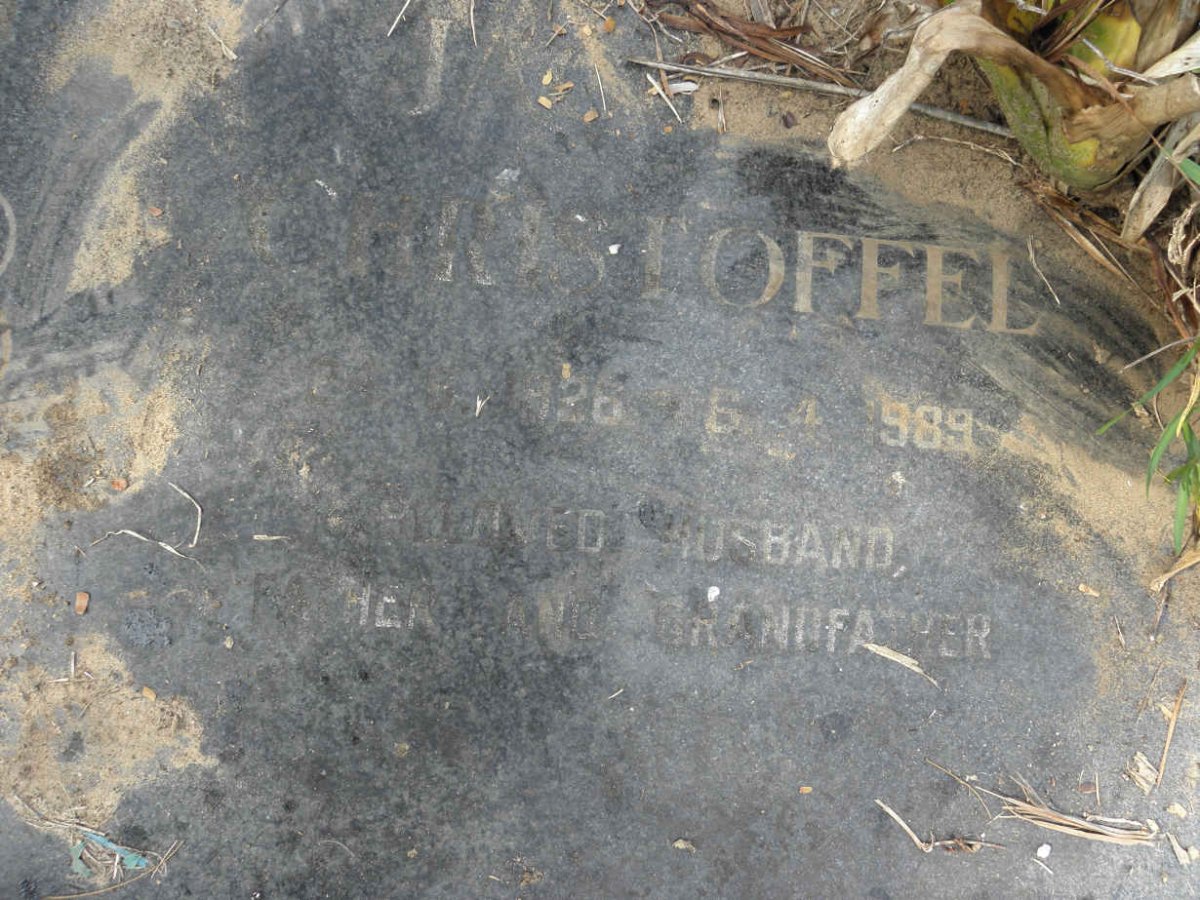 CHRISTOFFEL
1926 6 4 1989
BELOVED HUSBAND,
FATHER AND GRANDFATHER